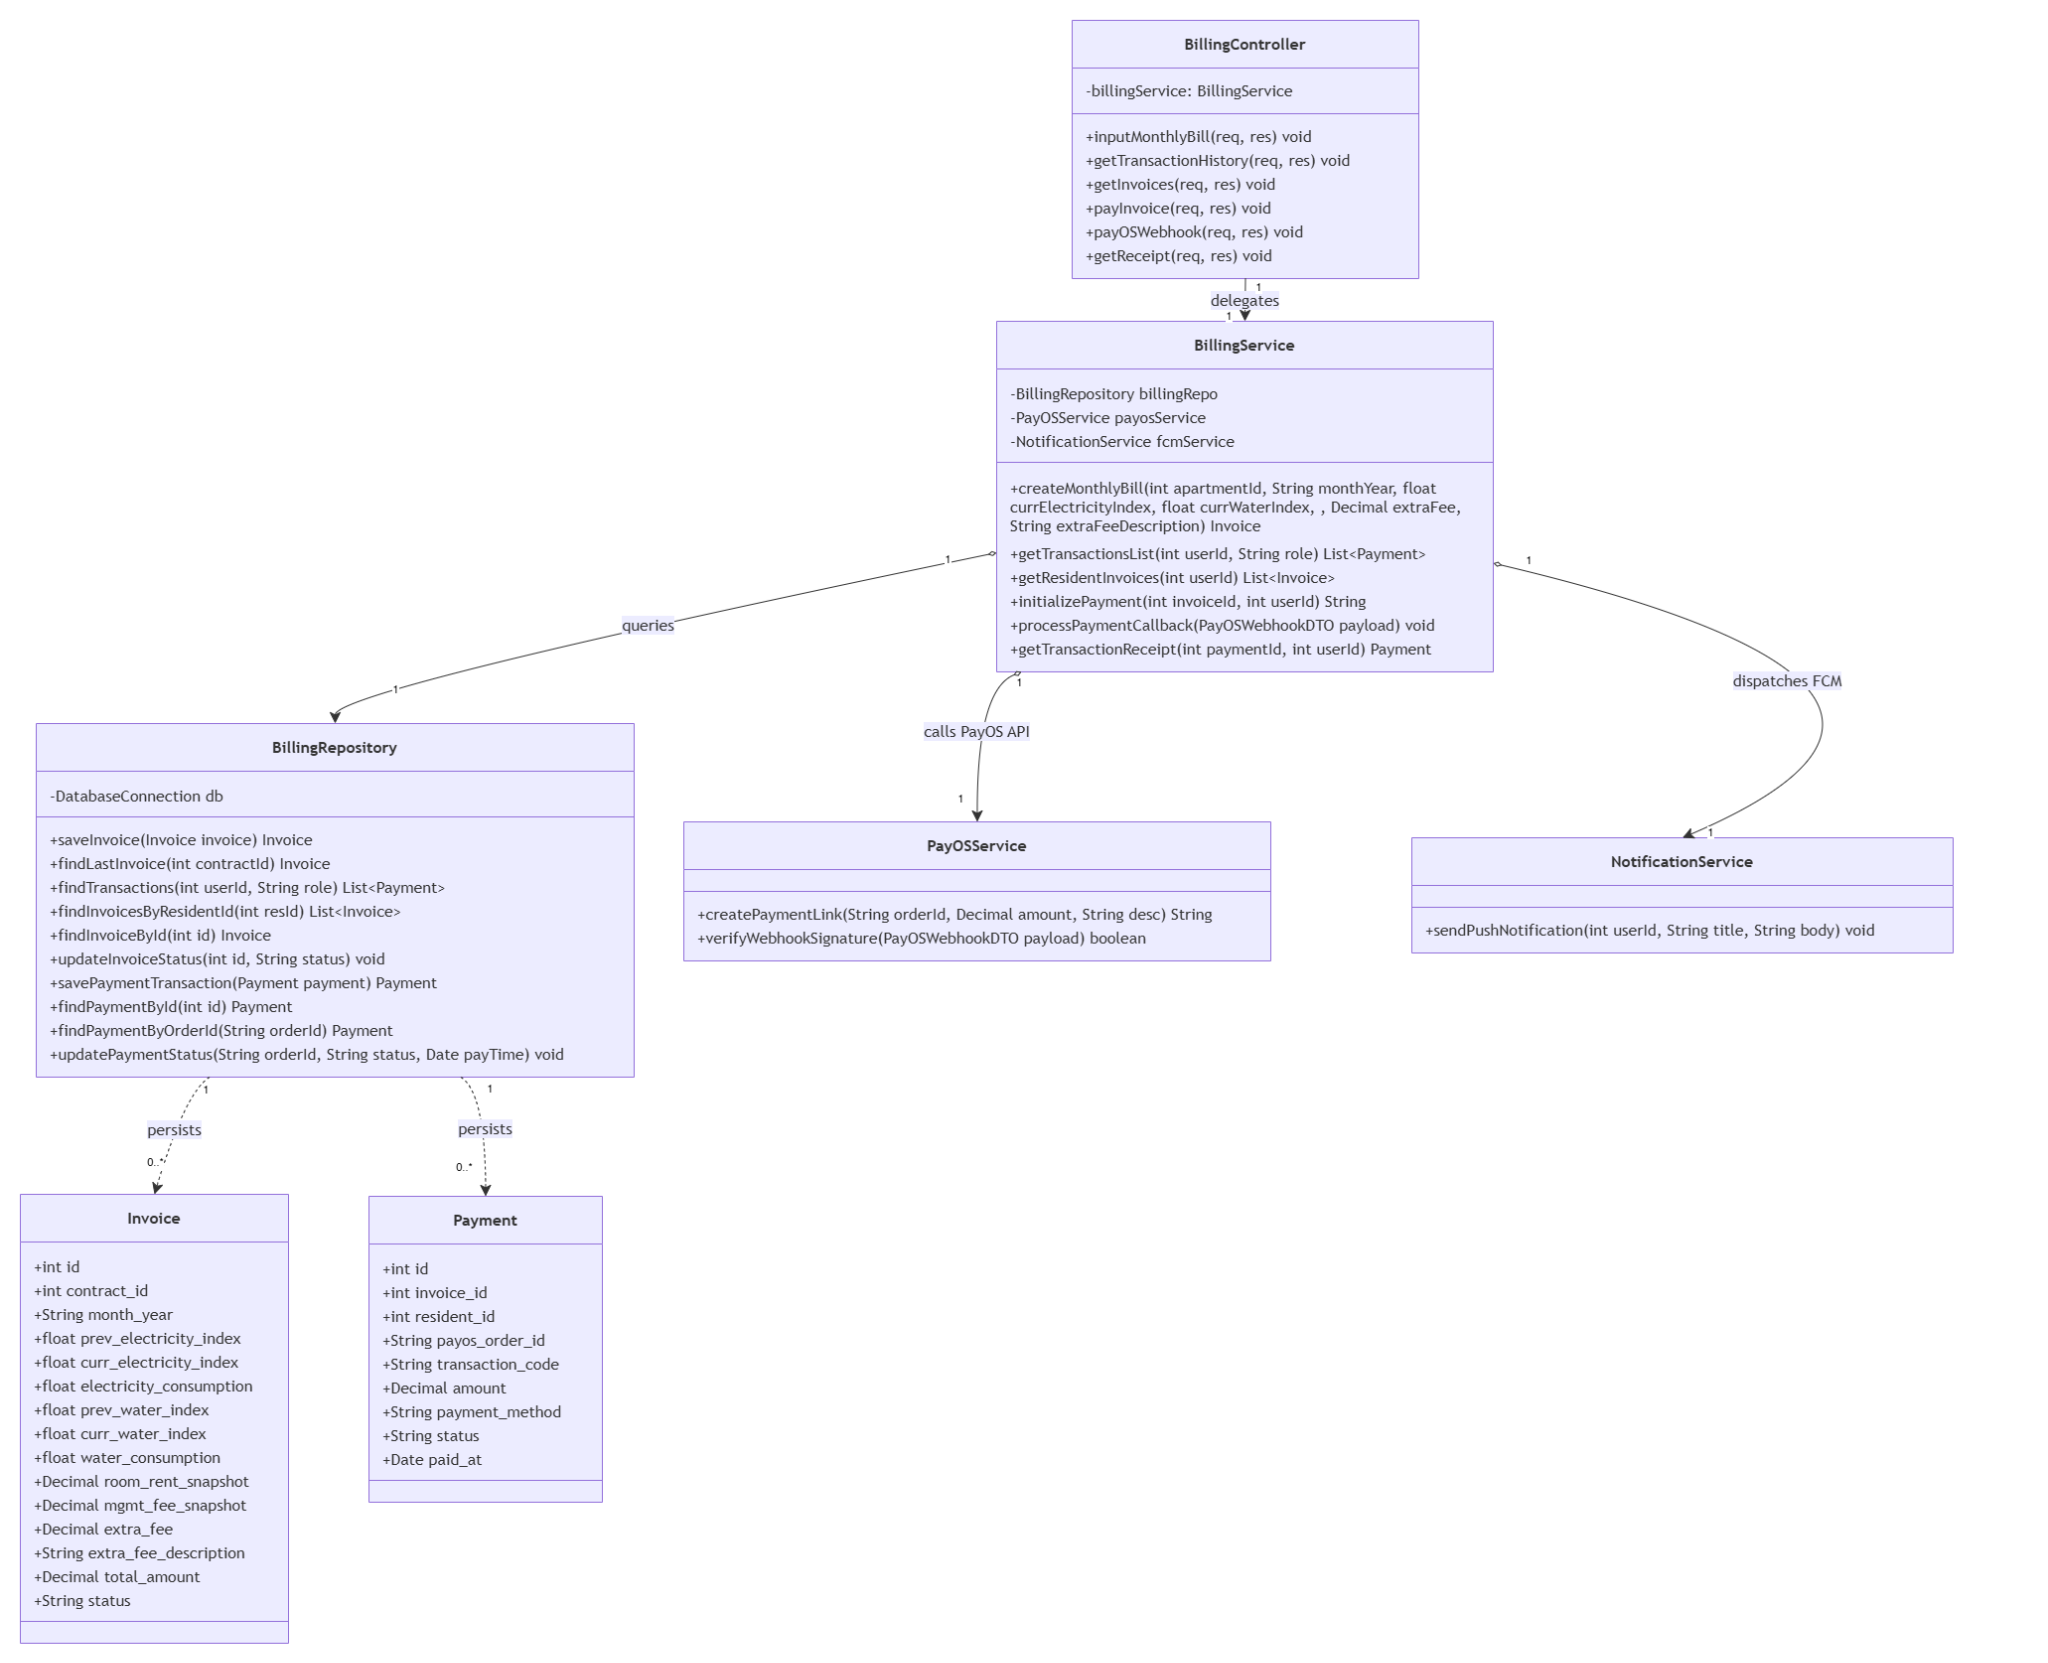 BillingController
-billingService: BillingService
+inputMonthlyBill(req, res) void
+getTransactionHistory(req, res) void
+getInvoices(req, res) void
+payInvoice(req, res) void
+payOSWebhook(req, res) void
+getReceipt(req, res) void
1
delegates
1
BillingService
-BillingRepository billingRepo
-PayOSService payosService
-NotificationService fcmService
+createMonthlyBill(int apartmentId, String monthYear, float
currElectricityIndex, float currWaterIndex, , Decimal extraFee,
String extraFeeDescription) Invoice
+getTransactionsList(int userId, String role) List<Payment>
+getResidentInvoices(int userId) List<Invoice>
+initializePayment(int invoiceId, int userId) String
+processPaymentCallback(PayOSWebhookDTO payload) void
+getTransactionReceipt(int paymentId, int userId) Payment
1
queries
1
1
calls PayOS API
1
1
dispatches FCM
1
BillingRepository
-DatabaseConnection db
+saveInvoice(Invoice invoice) Invoice
+findLastInvoice(int contractId) Invoice
+findTransactions(int userId, String role) List<Payment>
+findInvoicesByResidentId(int resId) List<Invoice>
+findInvoiceById(int id) Invoice
+updateInvoiceStatus(int id, String status) void
+savePaymentTransaction(Payment payment) Payment
+findPaymentById(int id) Payment
+findPaymentByOrderId(String orderId) Payment
+updatePaymentStatus(String orderId, String status, Date payTime) void
PayOSService
+createPaymentLink(String orderId, Decimal amount, String desc) String
+verifyWebhookSignature(PayOSWebhookDTO payload) boolean
NotificationService
+sendPushNotification(int userId, String title, String body) void
1
persists
0..*
1
persists
0..*
Invoice
+int id
+int contract_id
+String month_year
+float prev_electricity_index
+float curr_electricity_index
+float electricity_consumption
+float prev_water_index
+float curr_water_index
+float water_consumption
+Decimal room_rent_snapshot
+Decimal mgmt_fee_snapshot
+Decimal extra_fee
+String extra_fee_description
+Decimal total_amount
+String status
Payment
+int id
+int invoice_id
+int resident_id
+String payos_order_id
+String transaction_code
+Decimal amount
+String payment_method
+String status
+Date paid_at